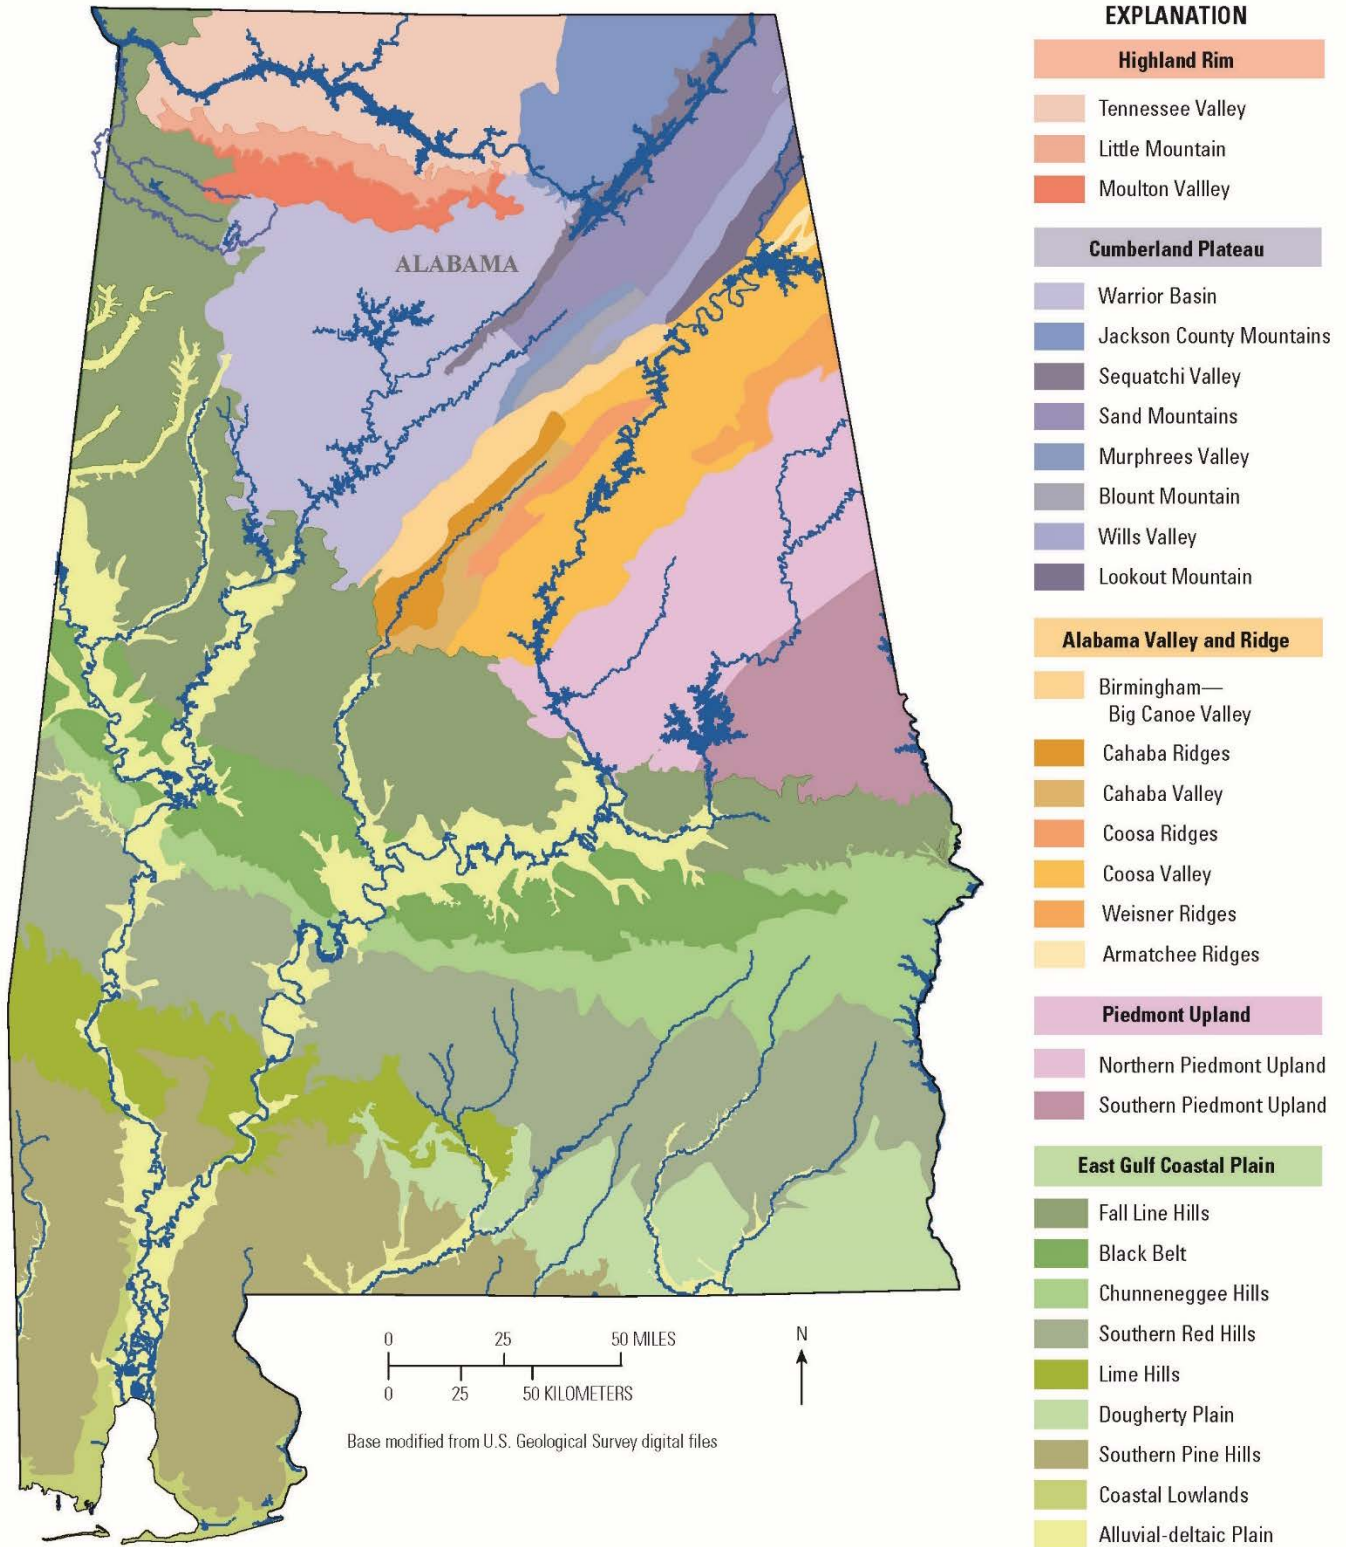 EXPLANATION
Highland Rim
Tennessee Valley
Little Mountain
Moulton Vallley
Cumberland Plateau
Warrior Basin
Jackson County Mountains
Sequatchi Valley
Sand Mountains
Murphrees Valley
Blount Mountain
Wills Valley
Lookout Mountain
Alabama Valley and Ridge
Birmingham—
Big Canoe Valley
Cahaba Ridges
Cahaba Valley
Coosa Ridges
Coosa Valley
Weisner Ridges
Armatchee Ridges
Piedmont Upland
Northern Piedmont Upland
Southern Piedmont Upland
East Gulf Coastal Plain
Fall Line Hills
Black Belt
Chunneneggee Hills
Southern Red Hills
Lime Hills
Dougherty Plain
Southern Pine Hills
Coastal Lowlands
Alluvial-deltaic Plain
ALABAMA
0 25 50 MILES
0 25 50 KILOMETERS
N
Base modified from U.S. Geological Survey digital files